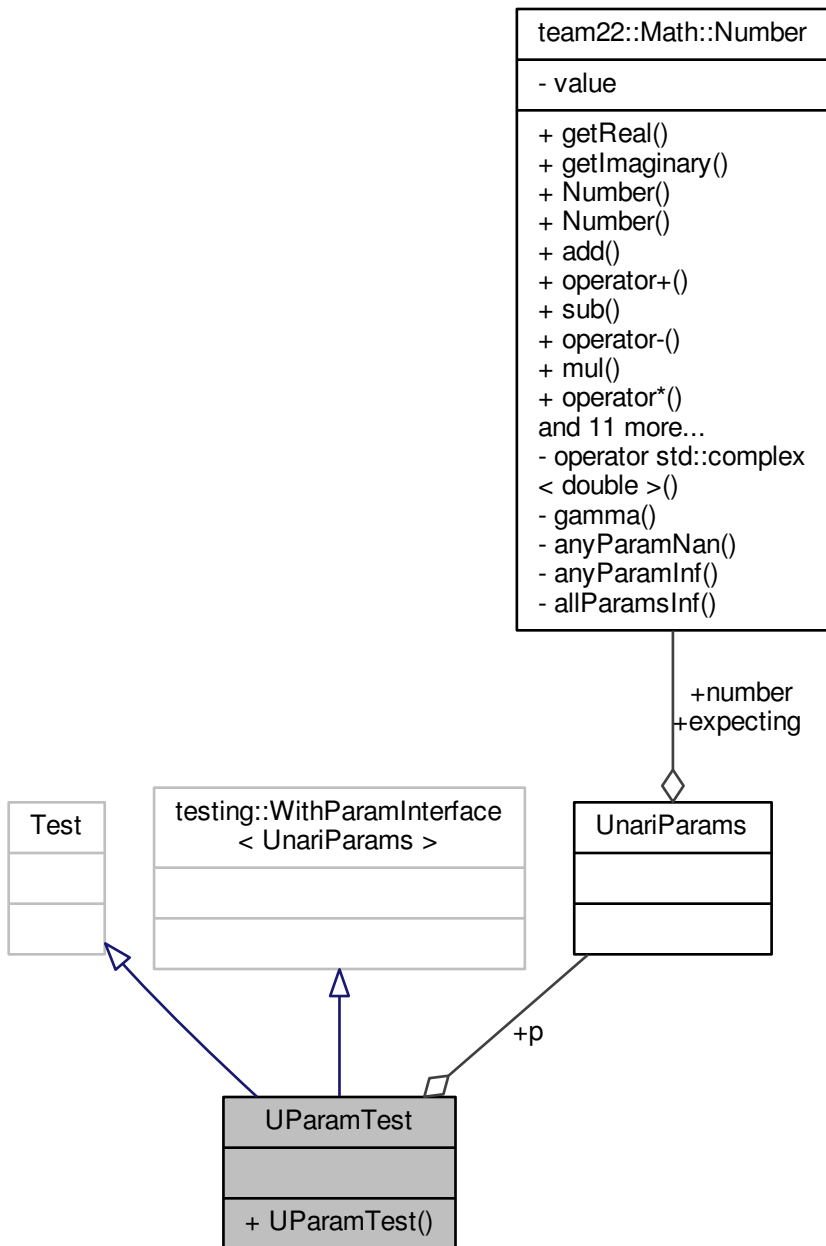 team22::Math::Number
- value
+ getReal()
+ getImaginary()
+ Number()
+ Number()
+ add()
+ operator+()
+ sub()
+ operator-()
+ mul()
+ operator*()
and 11 more...
- operator std::complex
< double >()
- gamma()
- anyParamNan()
- anyParamInf()
- allParamsInf()
+number
+expecting
Test
testing::WithParamInterface
< UnariParams >
UnariParams
+p
UParamTest
+ UParamTest()